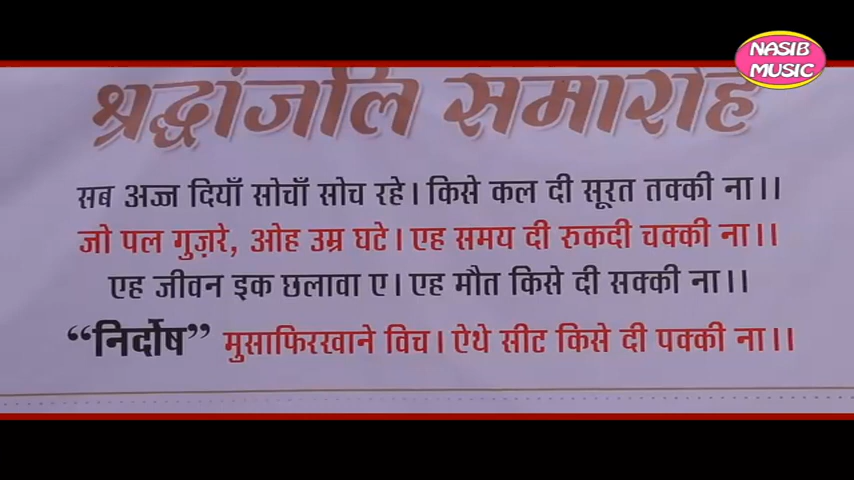 NASIB
MUSIC
श्रद्धांजलि समारोह
सब अज्ज दियाँ सोचाँ सोच रहे। किसे कल दी सूरत तक्की ना।।
जो पल गुज़रे, ओह उम्र घटे। एह समय दी रुकदी चक्की ना।।
एह जीवन इक छलावा ए। एह मौत किसे दी सक्की ना।।
“निर्दोष” मुसाफिरखाने विच। ऐथे सीट किसे दी पक्की ना।।